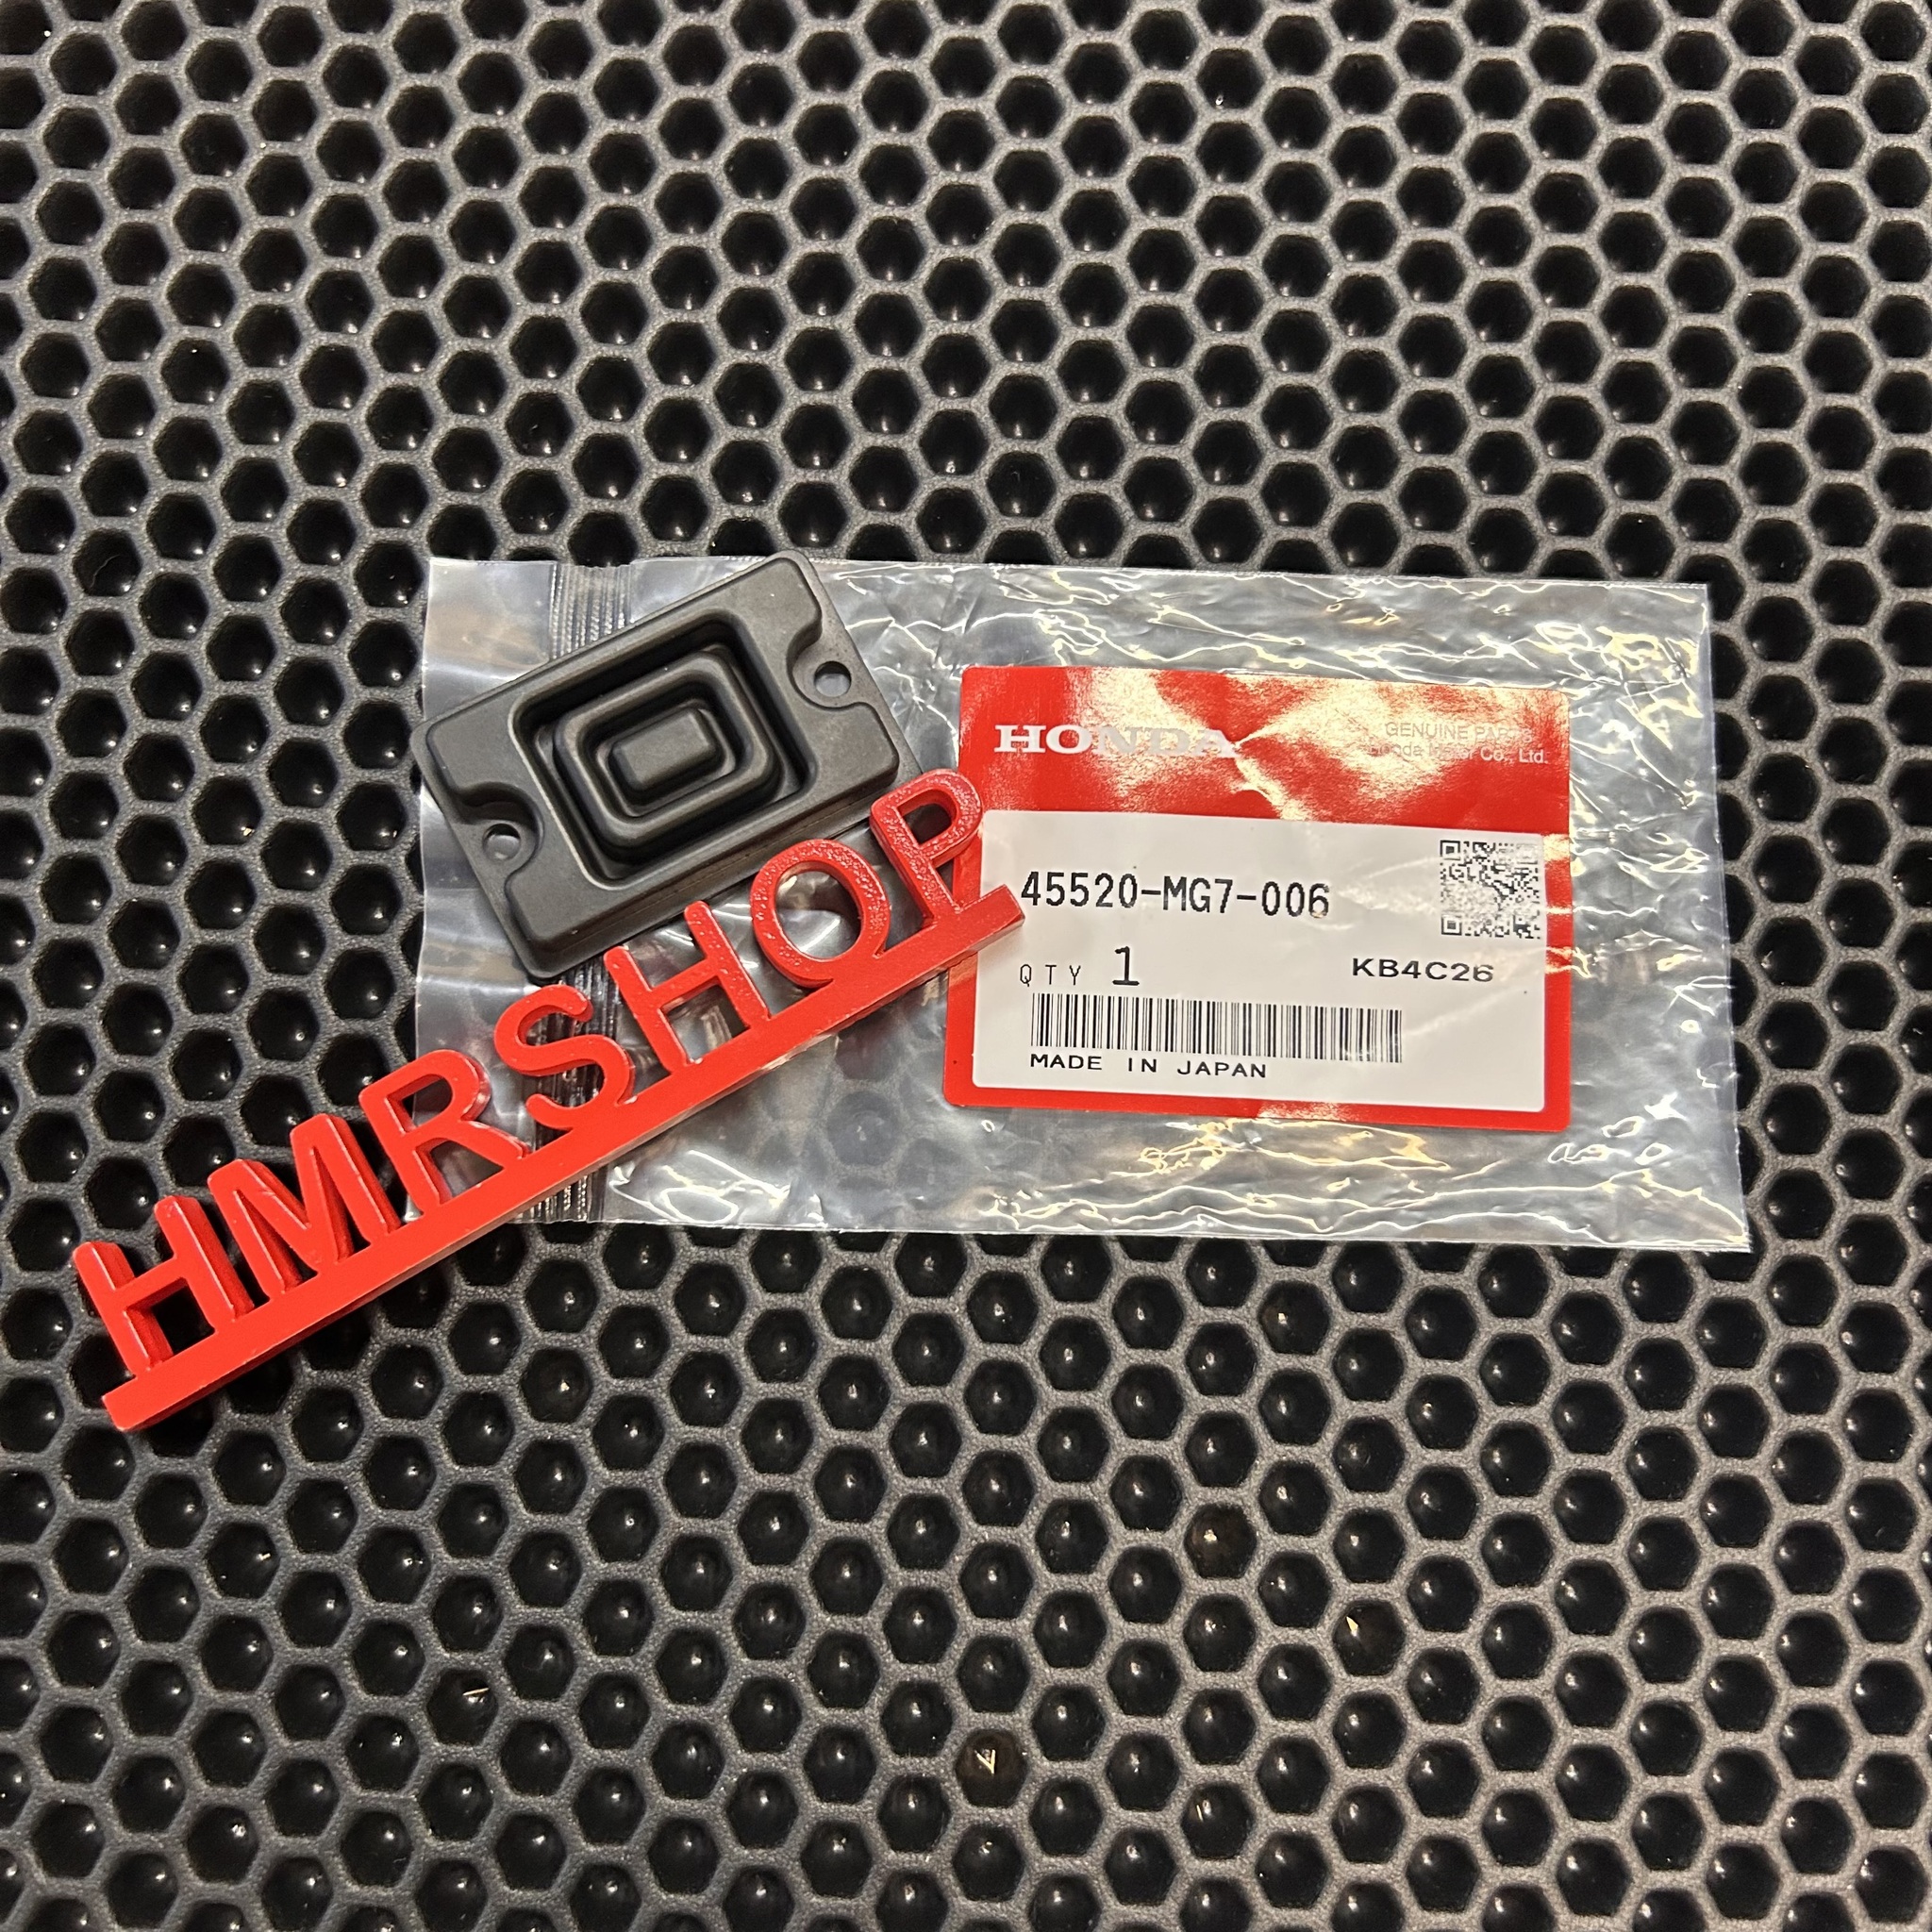 HONDA
GENUINE PARTS
Honda Motor Co., Ltd.
45520-MG7-006
QTY 1
KB4C26
MADE IN JAPAN
HMRSHOP